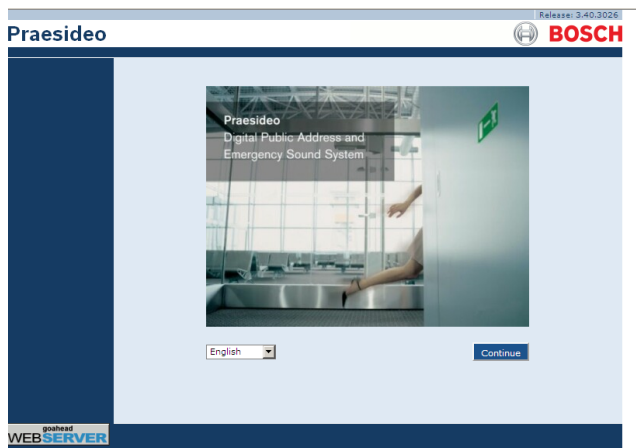 Release: 3.40.3026
Praesideo
BOSCH
Praesideo
Digital Public Address and
Emergency Sound System
English
Continue
goahead
WEBSERVER